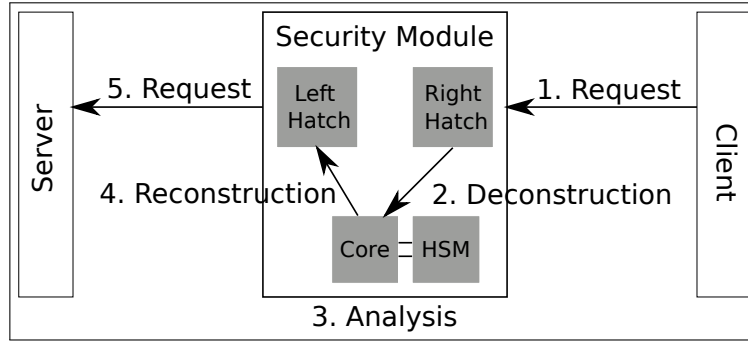 Security Module
Server
5. Request
Left
Hatch
Right
Hatch
1. Request
Client
4. Reconstruction
2. Deconstruction
Core
HSM
3. Analysis